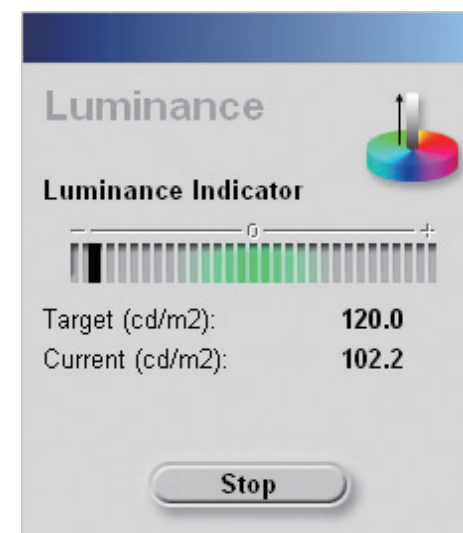 Luminance
Luminance Indicator
- 0 +
Target (cd/m2): 120.0
Current (cd/m2): 102.2
Stop